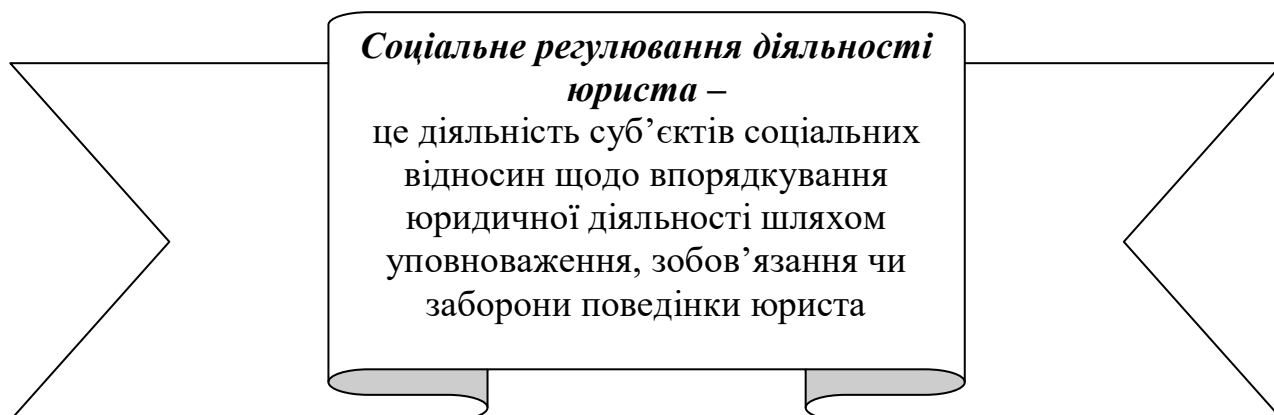 Соціальне регулювання діяльності
юриста –
це діяльність суб’єктів соціальних
відносин щодо впорядкування
юридичної діяльності шляхом
уповноваження, зобов’язання чи
заборони поведінки юриста